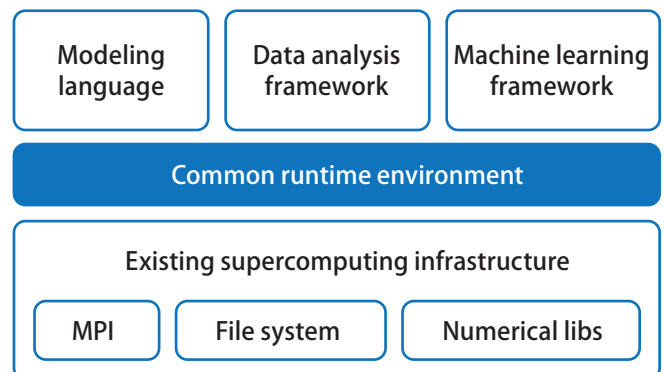 Modeling
language
Data analysis
framework
Machine learning
framework
Common runtime environment
Existing supercomputing infrastructure
MPI
File system
Numerical libs